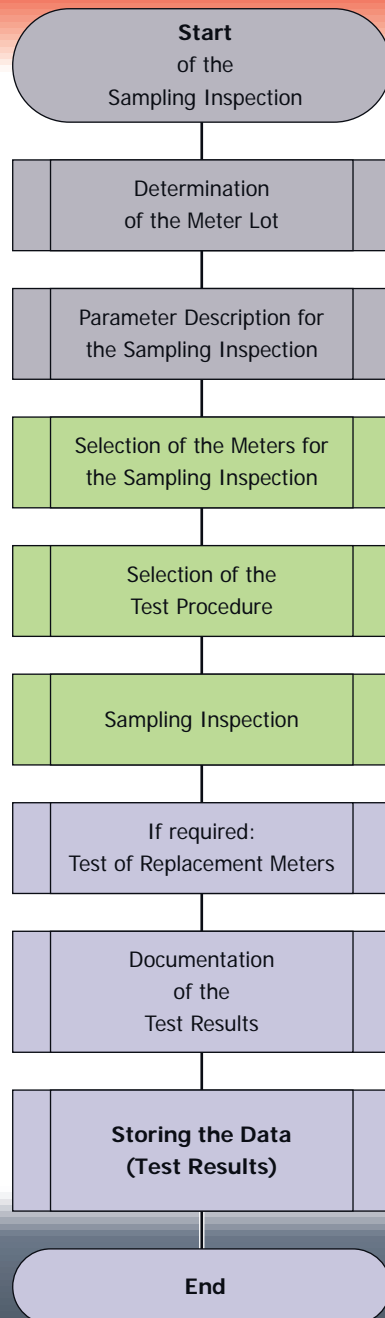 Start
of the
Sampling Inspection
Determination
of the Meter Lot
Parameter Description for
the Sampling Inspection
Selection of the Meters for
the Sampling Inspection
Selection of the
Test Procedure
Sampling Inspection
If required:
Test of Replacement Meters
Documentation
of the
Test Results
Storing the Data
(Test Results)
End